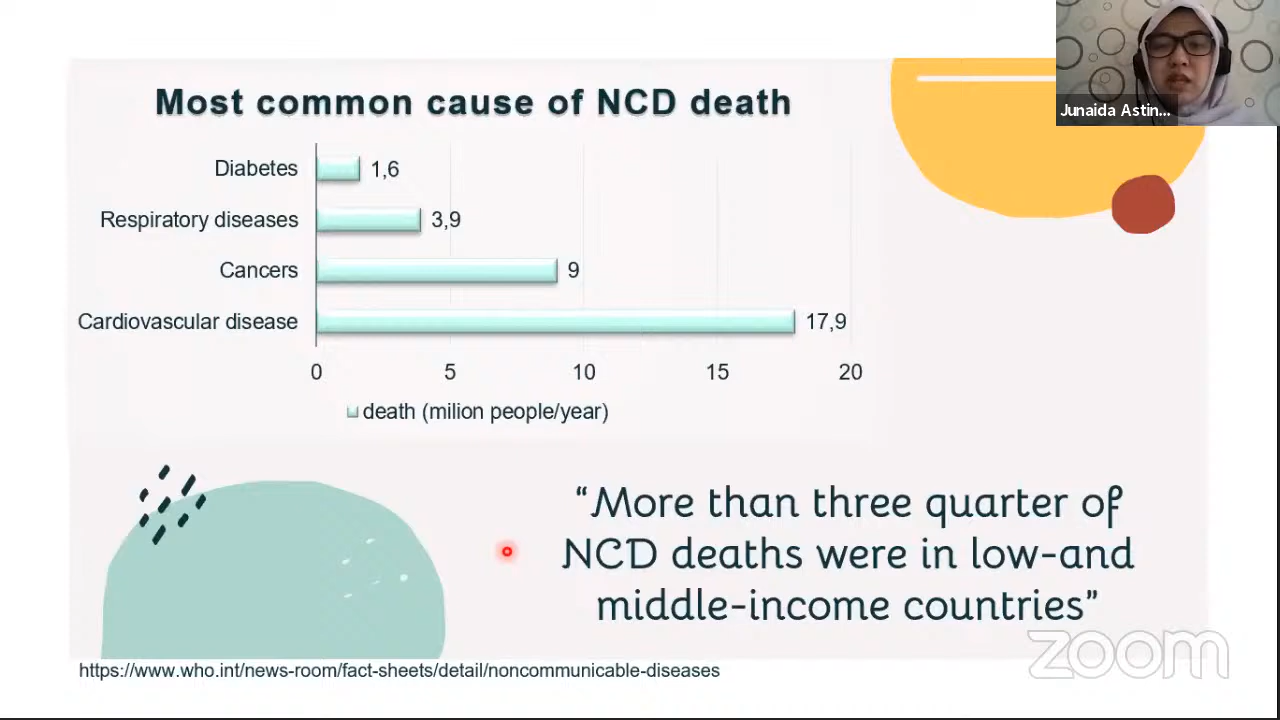 Junaida Astin...
Most common cause of NCD death
Diabetes 1,6
Respiratory diseases 3,9
Cancers 9
Cardiovascular disease 17,9
0 5 10 15 20
death (milion people/year)
“More than three quarter of
NCD deaths were in low-and
middle-income countries”
zoom
https://www.who.int/news-room/fact-sheets/detail/noncommunicable-diseases